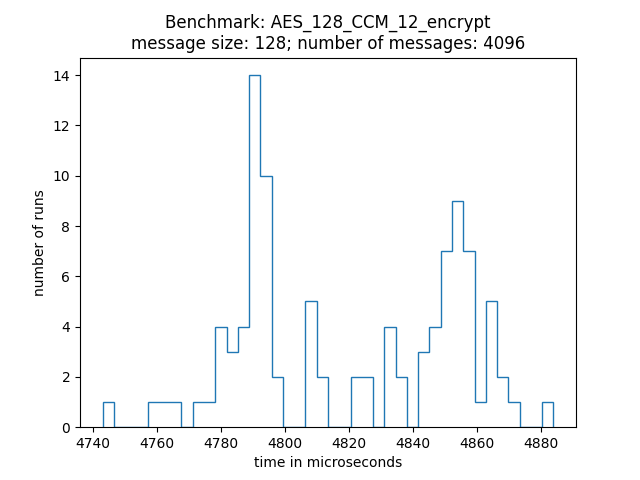 Benchmark: AES_128_CCM_12_encrypt
message size: 128; number of messages: 4096
14
12
10
8
6
4
2
0
number of runs
4740 4760 4780 4800 4820 4840 4860 4880
time in microseconds